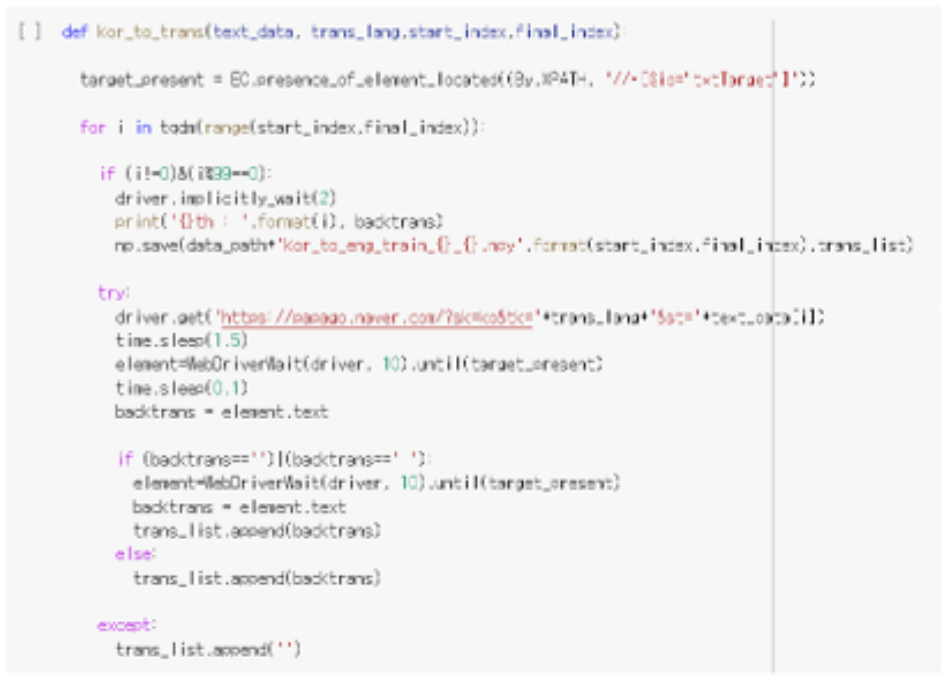 [ ] def kor_to_trans(text_data, trans_lang,start_index,final_index):
target_present = EC.presence_of_element_located((By.XPATH, '//*[@id="txtTarget"]'))
for i in tqdm(range(start_index,final_index)):
if (i!=0)&(i%99==0):
driver.implicitly_wait(2)
print('{}th : '.format(i), backtrans)
np.save(data_path+'kor_to_eng_train_{}_{}.npy'.format(start_index,final_index),trans_list)
try:
driver.get('https://papago.naver.com/?sk=ko&tk='+trans_lang+'&st='+text_data[i])
time.sleep(1.5)
element=WebDriverWait(driver, 10).until(target_present)
time.sleep(0.1)
backtrans = element.text
if (backtrans=='')|(backtrans==' '):
element=WebDriverWait(driver, 10).until(target_present)
backtrans = element.text
trans_list.append(backtrans)
else:
trans_list.append(backtrans)
except:
trans_list.append('')